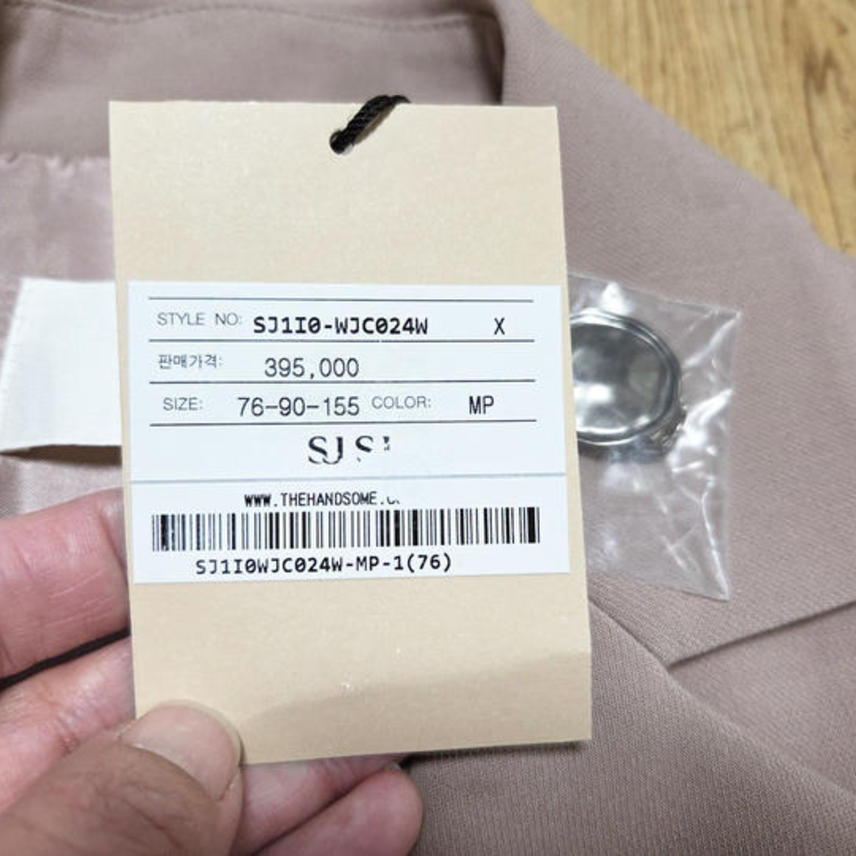 STYLE NO: SJ1I0-WJC024W X
판매가격: 395,000
SIZE: 76-90-155 COLOR: MP
WWW.THEHANDSOME.
SJ1I0WJC024W-MP-1(76)